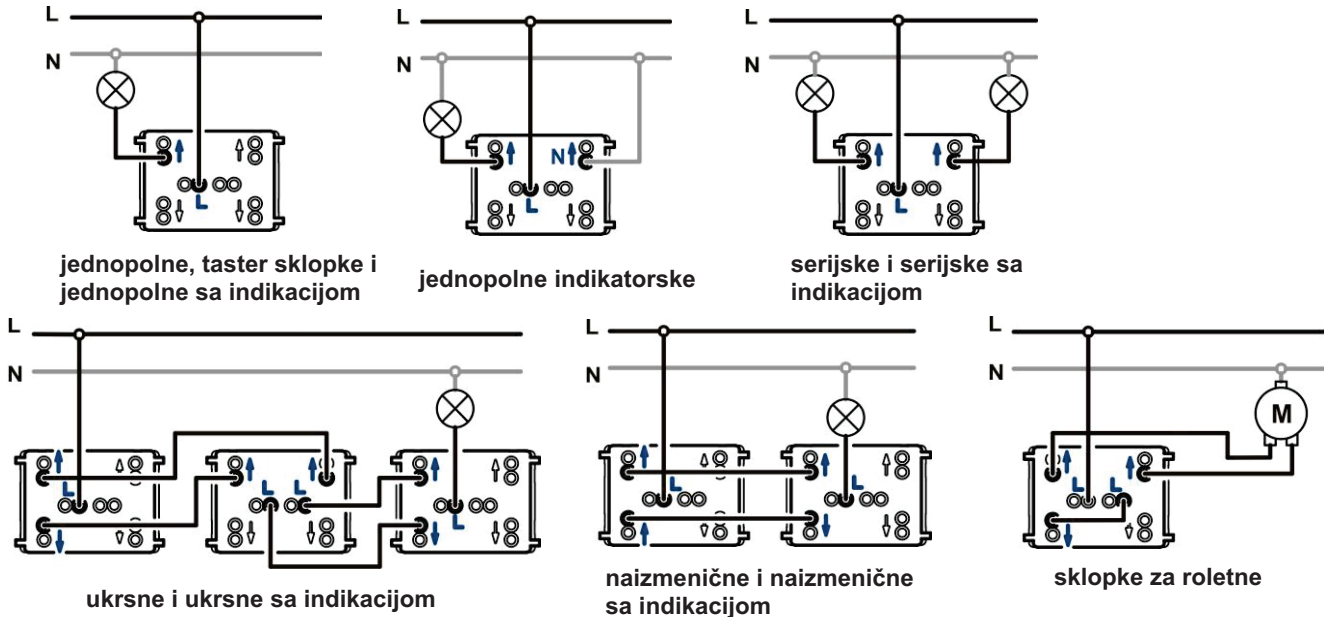 L
N
L
jednopolne, taster sklopke i
jednopolne sa indikacijom
L
N
N
L
jednopolne indikatorske
L
N
L
serijske i serijske sa
indikacijom
L
N
L
L
L
L
ukrsne i ukrsne sa indikacijom
L
N
L
L
naizmenične i naizmenične
sa indikacijom
L
N
M
L
L
sklopke za roletne